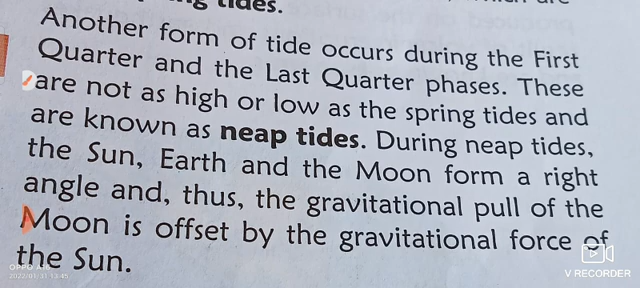 tides.
Another form of tide occurs during the First
Quarter and the Last Quarter phases. These
are not as high or low as the spring tides and
are known as neap tides. During neap tides,
the Sun, Earth and the Moon form a right
angle and, thus, the gravitational pull of the
Moon is offset by the gravitational force of
the Sun.
V RECORDER